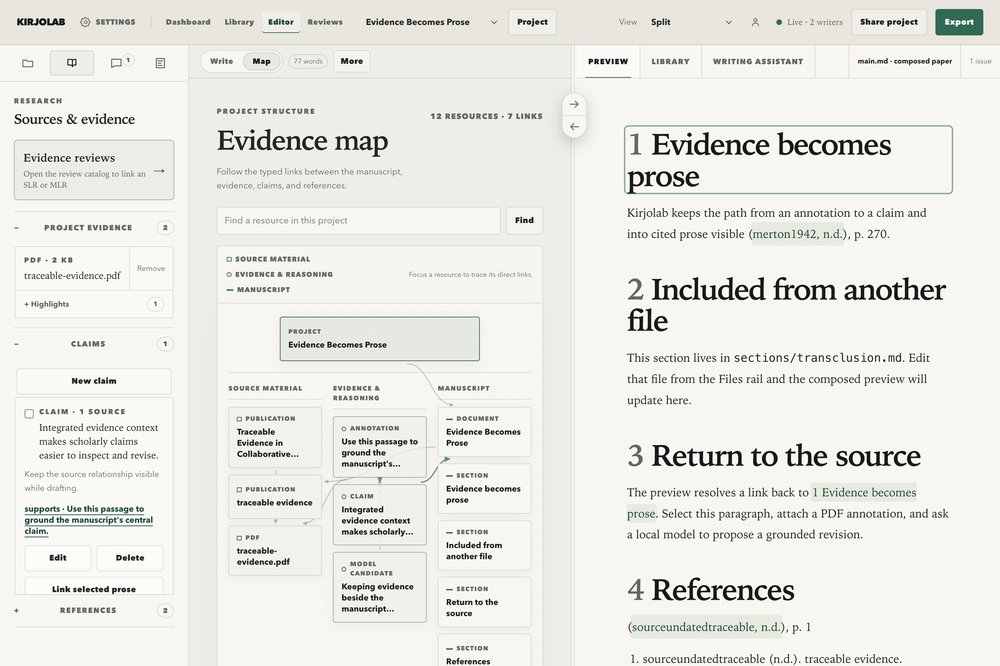 KIRJOLAB
SETTINGS
Dashboard
Library
Editor
Reviews
Evidence Becomes Prose
Project
View
Split
Live · 2 writers
Share project
Export
1
RESEARCH
Sources & evidence
Evidence reviews
Open the review catalog to link an
SLR or MLR
→
– PROJECT EVIDENCE 2
PDF · 2 KB
traceable-evidence.pdf
Remove
+ Highlights 1
– CLAIMS 1
New claim
CLAIM · 1 SOURCE
Integrated evidence context
makes scholarly claims
easier to inspect and revise.
Keep the source relationship visible
while drafting.
supports · Use this passage to
ground the manuscript's central
claim.
Edit
Delete
Link selected prose
+ REFERENCES 2
Write
Map
77 words
More
PROJECT STRUCTURE
12 RESOURCES · 7 LINKS
Evidence map
Follow the typed links between the manuscript,
evidence, claims, and references.
Find a resource in this project
Find
SOURCE MATERIAL
EVIDENCE & REASONING
MANUSCRIPT
Focus a resource to trace its direct links.
PROJECT
Evidence Becomes Prose
SOURCE MATERIAL
PUBLICATION
Traceable
Evidence in
Collaborative...
PUBLICATION
traceable evidence
PDF
traceable-
evidence.pdf
EVIDENCE &
REASONING
ANNOTATION
Use this passage to
ground the
manuscript's...
CLAIM
Integrated
evidence context
makes scholarly...
MODEL
CANDIDATE
Keeping evidence
beside the
manuscript...
MANUSCRIPT
DOCUMENT
Evidence Becomes
Prose
SECTION
Evidence becomes
prose
SECTION
Included from
another file
SECTION
Return to the
source
SECTION
References
PREVIEW
LIBRARY
WRITING ASSISTANT
main.md · composed paper
1 issue
1 Evidence becomes
prose
Kirjolab keeps the path from an annotation to a claim and
into cited prose visible (merton1942, n.d.), p. 270.
2 Included from another
file
This section lives in sections/transclusion.md. Edit
that file from the Files rail and the composed preview will
update here.
3 Return to the source
The preview resolves a link back to 1 Evidence becomes
prose. Select this paragraph, attach a PDF annotation, and ask
a local model to propose a grounded revision.
4 References
(sourceundatedtraceable, n.d.), p. 1
1. sourceundatedtraceable (n.d.). traceable evidence.